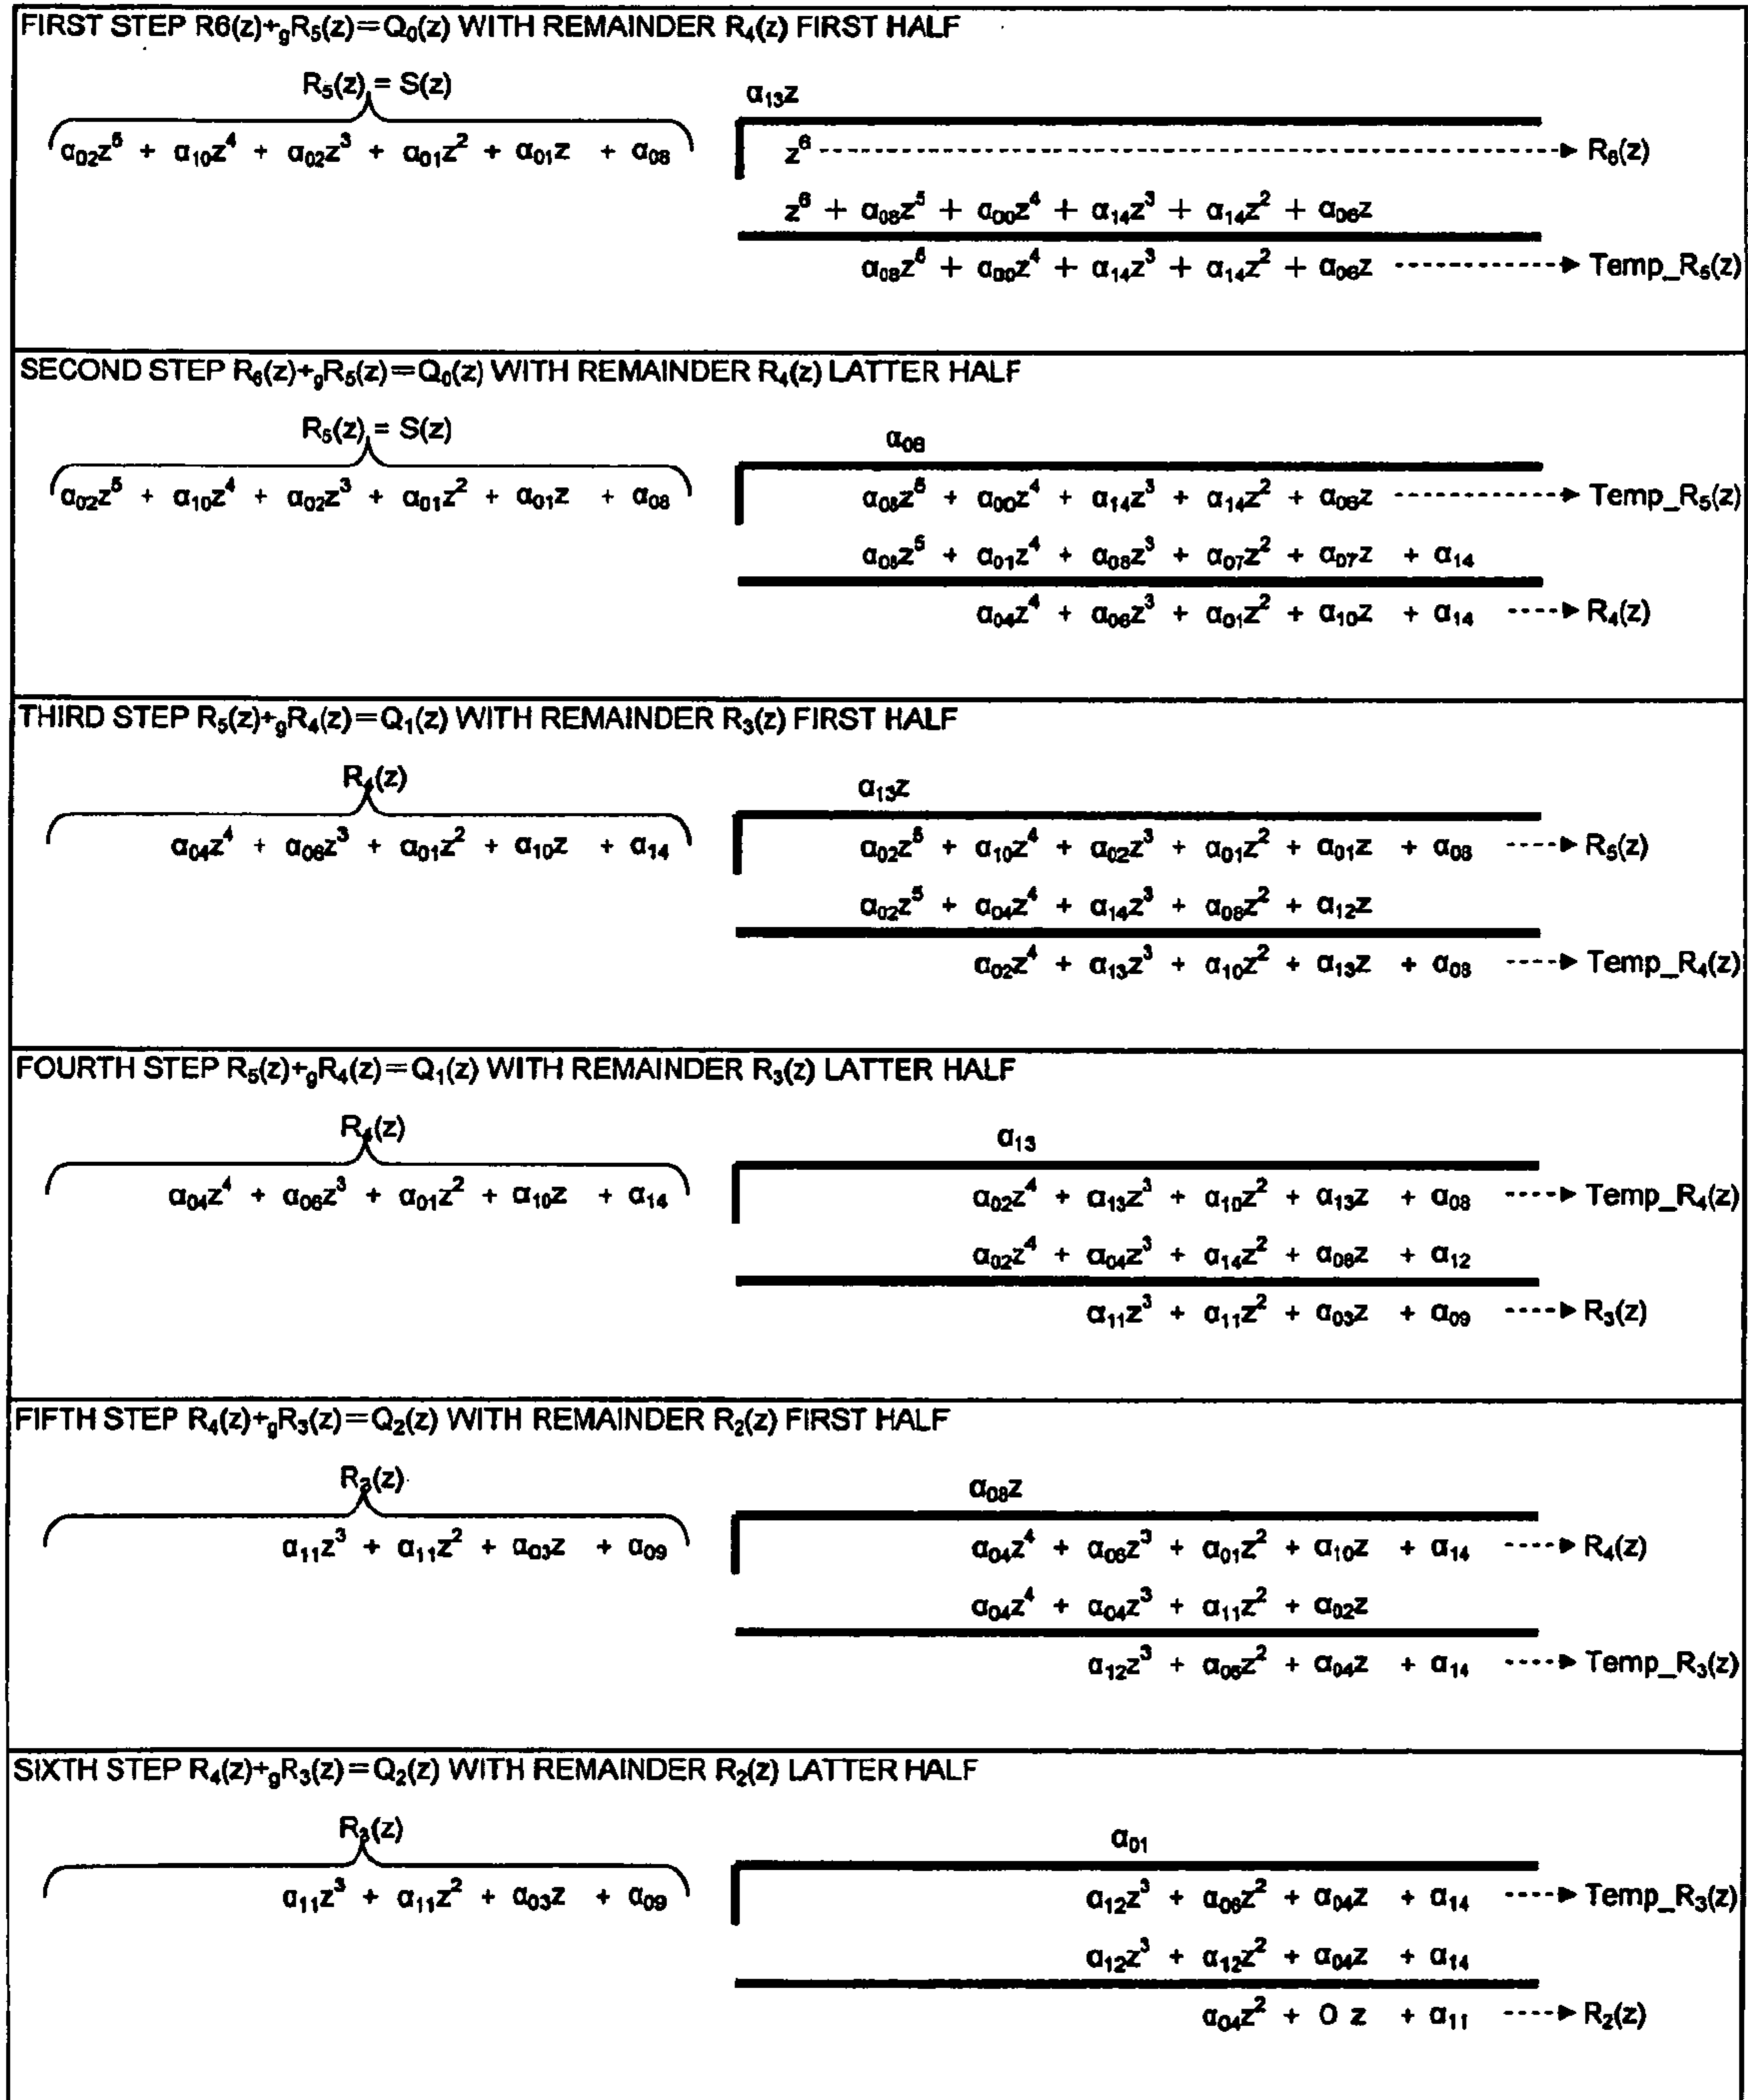 FIRST STEP R6(z)+gR₅(z)=Q₀(z) WITH REMAINDER R₄(z) FIRST HALF
R₅(z) = S(z)
α₁₃z
α₀₂z⁵ + α₁₀z⁴ + α₀₂z³ + α₀₁z² + α₀₁z + α₀₈
z⁶ R₆(z)
z⁶ + α₀₈z⁵ + α₀₀z⁴ + α₁₄z³ + α₁₄z² + α₀₆z
α₀₈z⁵ + α₀₀z⁴ + α₁₄z³ + α₁₄z² + α₀₆z Temp_R₅(z)
SECOND STEP R₆(z)+gR₅(z)=Q₀(z) WITH REMAINDER R₄(z) LATTER HALF
R₅(z) = S(z)
α₀₆
α₀₂z⁵ + α₁₀z⁴ + α₀₂z³ + α₀₁z² + α₀₁z + α₀₈
α₀₈z⁵ + α₀₀z⁴ + α₁₄z³ + α₁₄z² + α₀₆z Temp_R₅(z)
α₀₈z⁵ + α₀₁z⁴ + α₀₈z³ + α₀₇z² + α₀₇z + α₁₄
α₀₄z⁴ + α₀₆z³ + α₀₁z² + α₁₀z + α₁₄ R₄(z)
THIRD STEP R₅(z)+gR₄(z)=Q₁(z) WITH REMAINDER R₃(z) FIRST HALF
R₄(z)
α₁₃z
α₀₄z⁴ + α₀₆z³ + α₀₁z² + α₁₀z + α₁₄
α₀₂z⁵ + α₁₀z⁴ + α₀₂z³ + α₀₁z² + α₀₁z + α₀₈ R₅(z)
α₀₂z⁵ + α₀₄z⁴ + α₁₄z³ + α₀₈z² + α₁₂z
α₀₂z⁴ + α₁₃z³ + α₁₀z² + α₁₃z + α₀₈ Temp_R₄(z)
FOURTH STEP R₅(z)+gR₄(z)=Q₁(z) WITH REMAINDER R₃(z) LATTER HALF
R₄(z)
α₁₃
α₀₄z⁴ + α₀₆z³ + α₀₁z² + α₁₀z + α₁₄
α₀₂z⁴ + α₁₃z³ + α₁₀z² + α₁₃z + α₀₈ Temp_R₄(z)
α₀₂z⁴ + α₀₄z³ + α₁₄z² + α₀₈z + α₁₂
α₁₁z³ + α₁₁z² + α₀₃z + α₀₉ R₃(z)
FIFTH STEP R₄(z)+gR₃(z)=Q₂(z) WITH REMAINDER R₂(z) FIRST HALF
R₃(z)
α₀₈z
α₁₁z³ + α₁₁z² + α₀₃z + α₀₉
α₀₄z⁴ + α₀₆z³ + α₀₁z² + α₁₀z + α₁₄ R₄(z)
α₀₄z⁴ + α₀₄z³ + α₁₁z² + α₀₂z
α₁₂z³ + α₀₆z² + α₀₄z + α₁₄ Temp_R₃(z)
SIXTH STEP R₄(z)+gR₃(z)=Q₂(z) WITH REMAINDER R₂(z) LATTER HALF
R₃(z)
α₀₁
α₁₁z³ + α₁₁z² + α₀₃z + α₀₉
α₁₂z³ + α₀₆z² + α₀₄z + α₁₄ Temp_R₃(z)
α₁₂z³ + α₁₂z² + α₀₄z + α₁₄
α₀₄z² + 0 z + α₁₁ R₂(z)